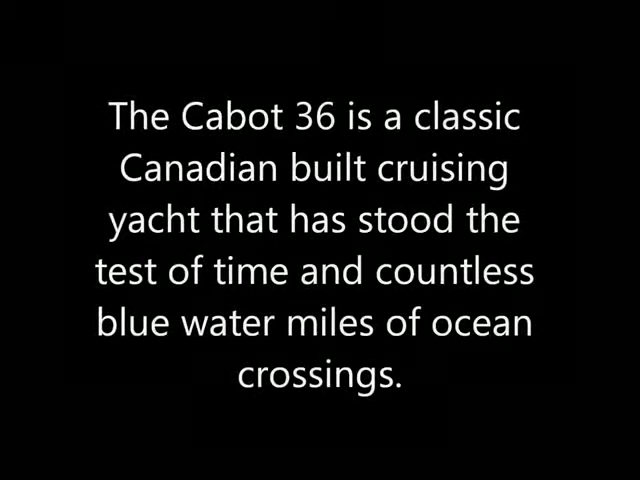 The Cabot 36 is a classic
Canadian built cruising
yacht that has stood the
test of time and countless
blue water miles of ocean
crossings.